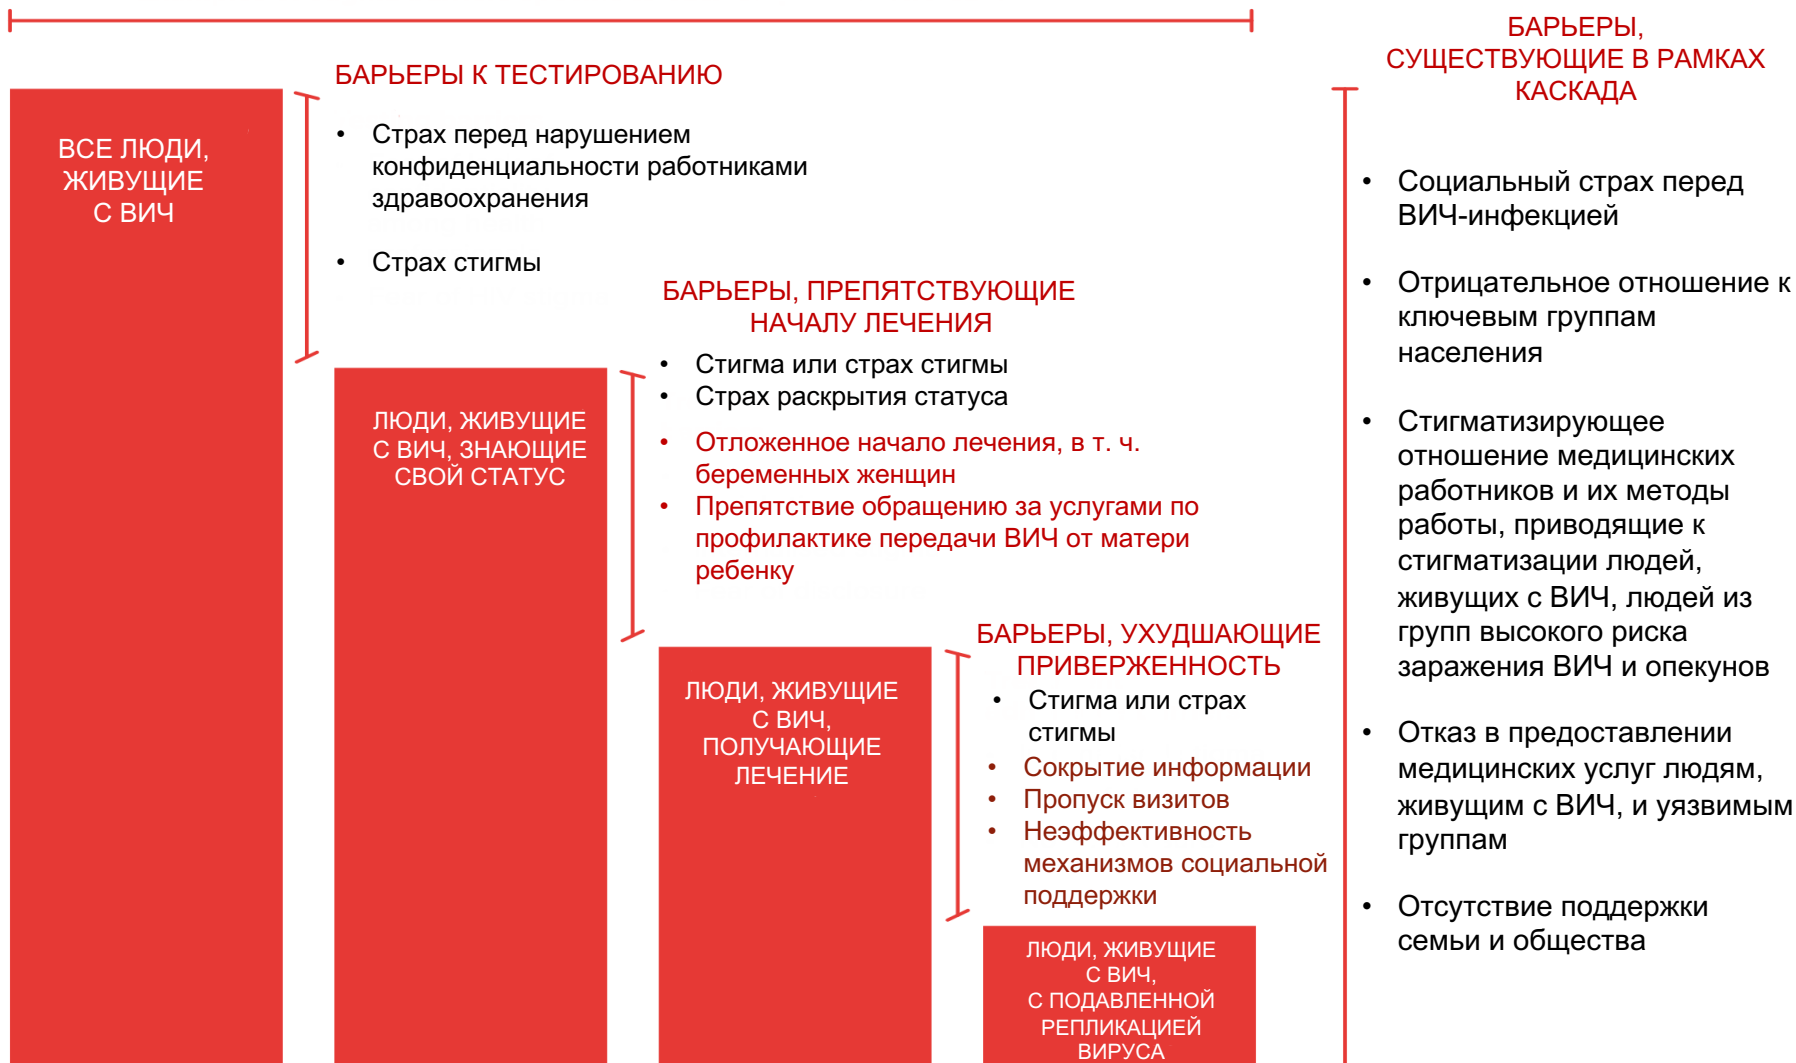 БАРЬЕРЫ К ТЕСТИРОВАНИЮ
• Страх перед нарушением
конфиденциальности работниками
здравоохранения
• Страх стигмы
ВСЕ ЛЮДИ,
ЖИВУЩИЕ
С ВИЧ
БАРЬЕРЫ, ПРЕПЯТСТВУЮЩИЕ
НАЧАЛУ ЛЕЧЕНИЯ
• Стигма или страх стигмы
• Страх раскрытия статуса
• Отложенное начало лечения, в т. ч.
беременных женщин
• Препятствие обращению за услугами по
профилактике передачи ВИЧ от матери
ребенку
ЛЮДИ, ЖИВУЩИЕ
С ВИЧ, ЗНАЮЩИЕ
СВОЙ СТАТУС
БАРЬЕРЫ, УХУДШАЮЩИЕ
ПРИВЕРЖЕННОСТЬ
• Стигма или страх
стигмы
• Сокрытие информации
• Пропуск визитов
• Неэффективность
механизмов социальной
поддержки
ЛЮДИ, ЖИВУЩИЕ
С ВИЧ,
ПОЛУЧАЮЩИЕ
ЛЕЧЕНИЕ
ЛЮДИ, ЖИВУЩИЕ
С ВИЧ,
С ПОДАВЛЕННОЙ
РЕПЛИКАЦИЕЙ
ВИРУСА
БАРЬЕРЫ,
СУЩЕСТВУЮЩИЕ В РАМКАХ
КАСКАДА
• Социальный страх перед
ВИЧ-инфекцией
• Отрицательное отношение к
ключевым группам
населения
• Стигматизирующее
отношение медицинских
работников и их методы
работы, приводящие к
стигматизации людей,
живущих с ВИЧ, людей из
групп высокого риска
заражения ВИЧ и опекунов
• Отказ в предоставлении
медицинских услуг людям,
живущим с ВИЧ, и уязвимым
группам
• Отсутствие поддержки
семьи и общества